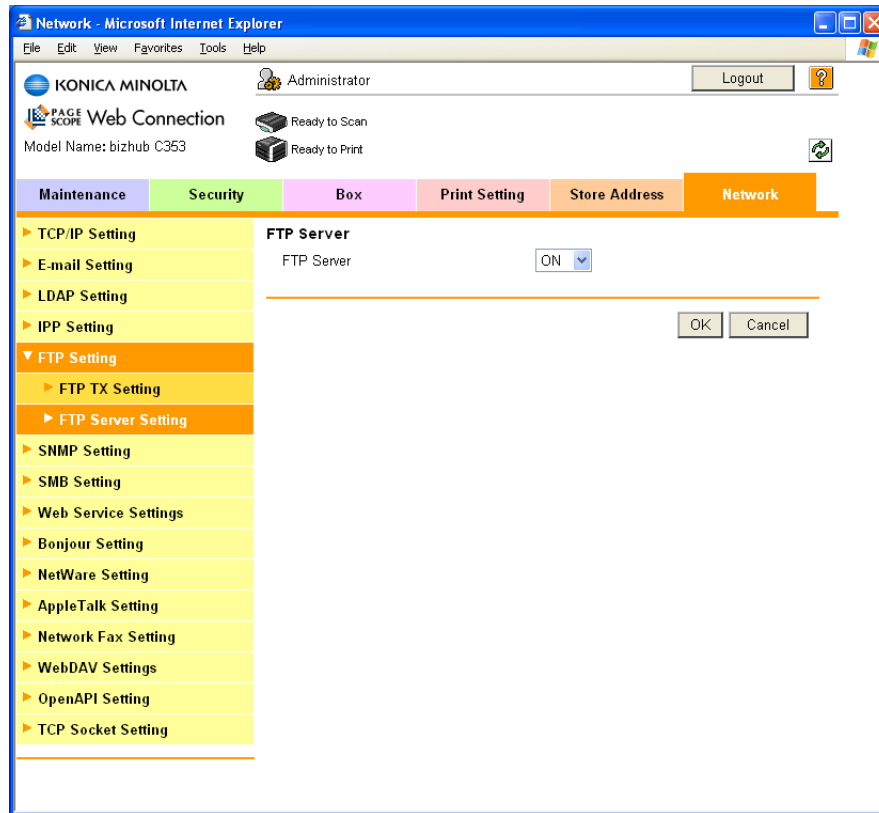 Network - Microsoft Internet Explorer
File Edit View Favorites Tools Help
KONICA MINOLTA
Administrator
Logout
?
PAGE SCOPE Web Connection
Ready to Scan
Model Name: bizhub C353
Ready to Print
Maintenance Security Box Print Setting Store Address Network
TCP/IP Setting
E-mail Setting
LDAP Setting
IPP Setting
FTP Setting
FTP TX Setting
FTP Server Setting
SNMP Setting
SMB Setting
Web Service Settings
Bonjour Setting
NetWare Setting
AppleTalk Setting
Network Fax Setting
WebDAV Settings
OpenAPI Setting
TCP Socket Setting
FTP Server
FTP Server ON
OK Cancel